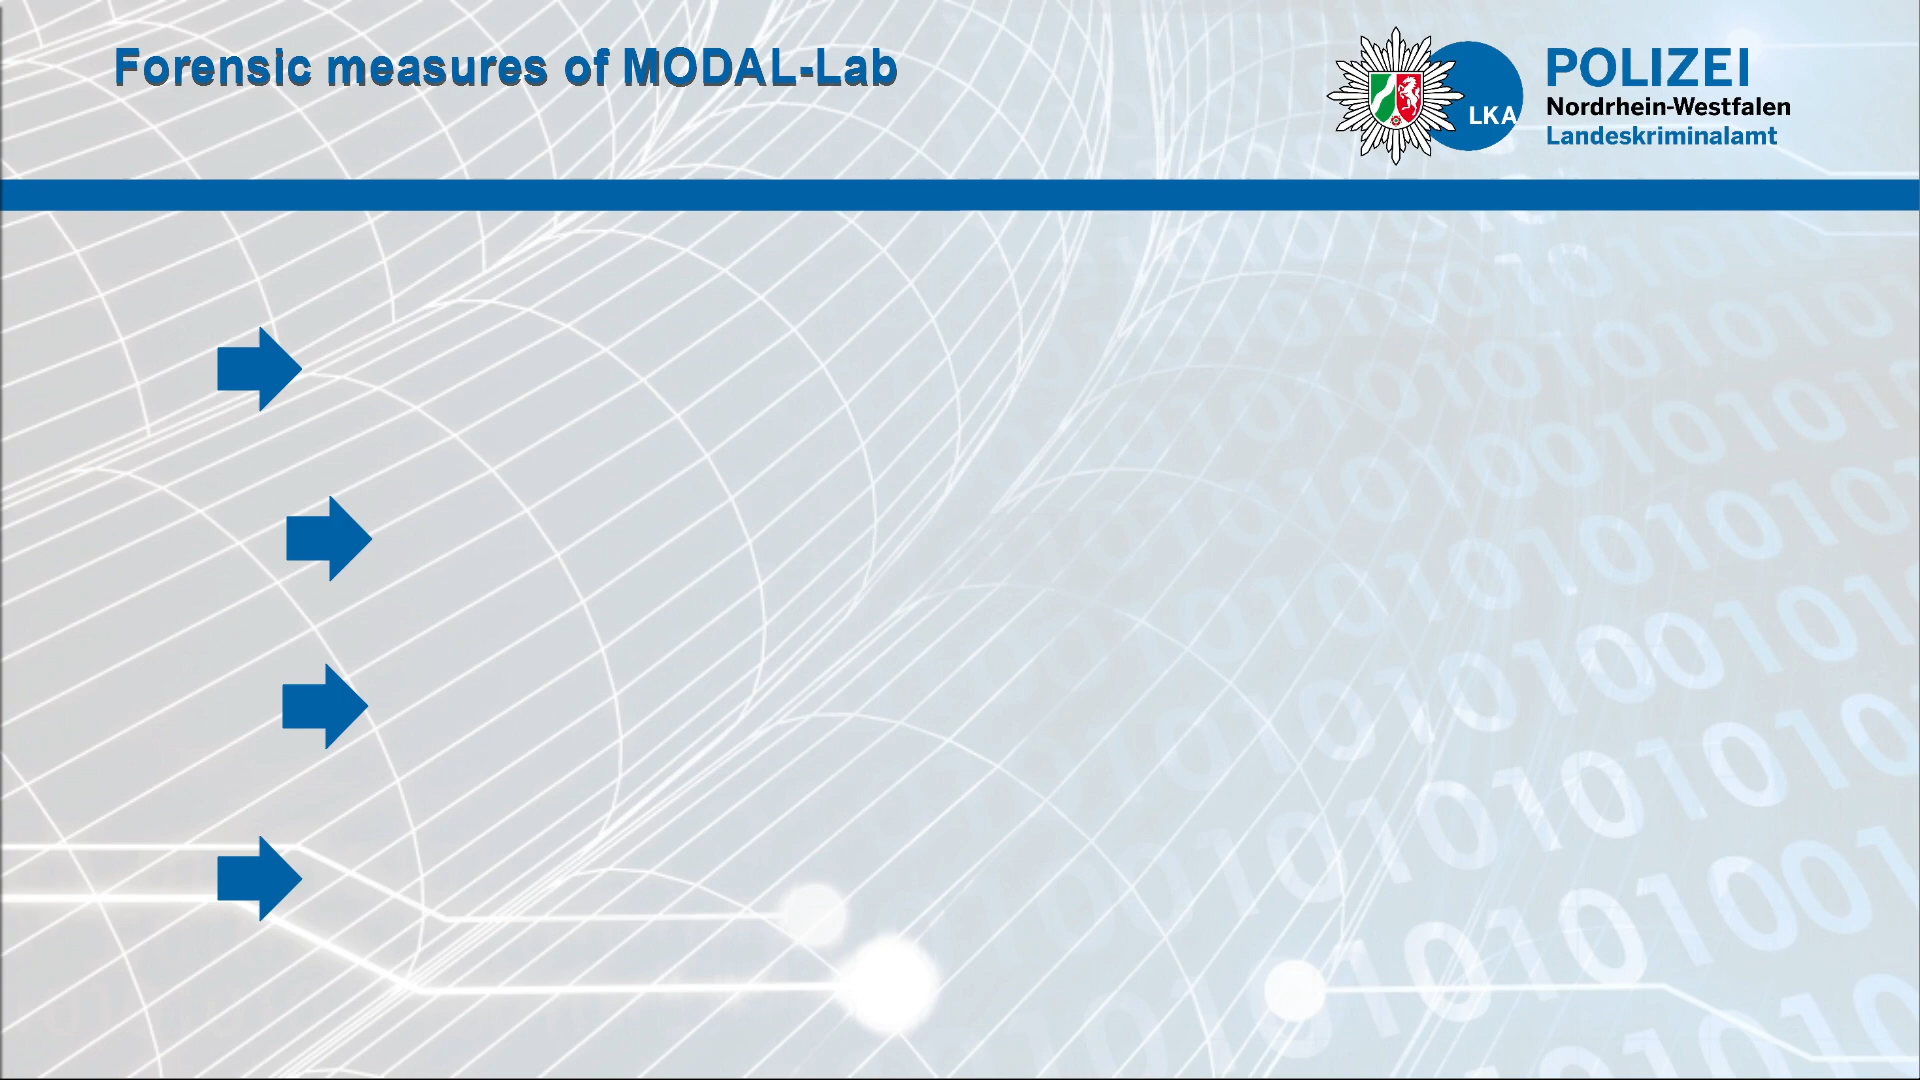 Forensic measures of MODAL-Lab
LKA
POLIZEI
Nordrhein-Westfalen
Landeskriminalamt